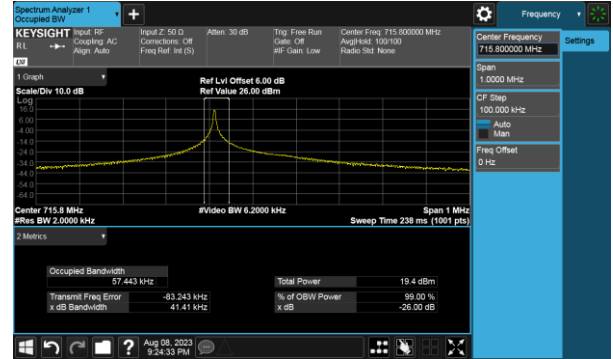 Spectrum Analyzer 1
Occupied BW
Frequency
KEYSIGHT
RL
LXI
Input: RF
Coupling: AC
Align: Auto
Input Z: 50 Ω
Corrections: Off
Freq Ref: Int (S)
Atten: 30 dB
Trig: Free Run
Gate: Off
#IF Gain: Low
Center Freq: 715.800000 MHz
Avg|Hold: 100/100
Radio Std: None
Center Frequency
715.800000 MHz
Settings
Span
1.0000 MHz
CF Step
100.000 kHz
Auto
Man
Freq Offset
0 Hz
1 Graph
Scale/Div 10.0 dB
Ref Lvl Offset 6.00 dB
Ref Value 26.00 dBm
Log
16.0
6.00
-4.00
-14.0
-24.0
-34.0
-44.0
-54.0
-64.0
Center 715.8 MHz
#Video BW 6.2000 kHz
Span 1 MHz
#Res BW 2.0000 kHz
Sweep Time 238 ms (1001 pts)
2 Metrics
Occupied Bandwidth
57.443 kHz
Total Power
19.4 dBm
Transmit Freq Error
-83.243 kHz
% of OBW Power
99.00 %
x dB Bandwidth
41.41 kHz
x dB
-26.00 dB
?
Aug 08, 2023
9:24:33 PM